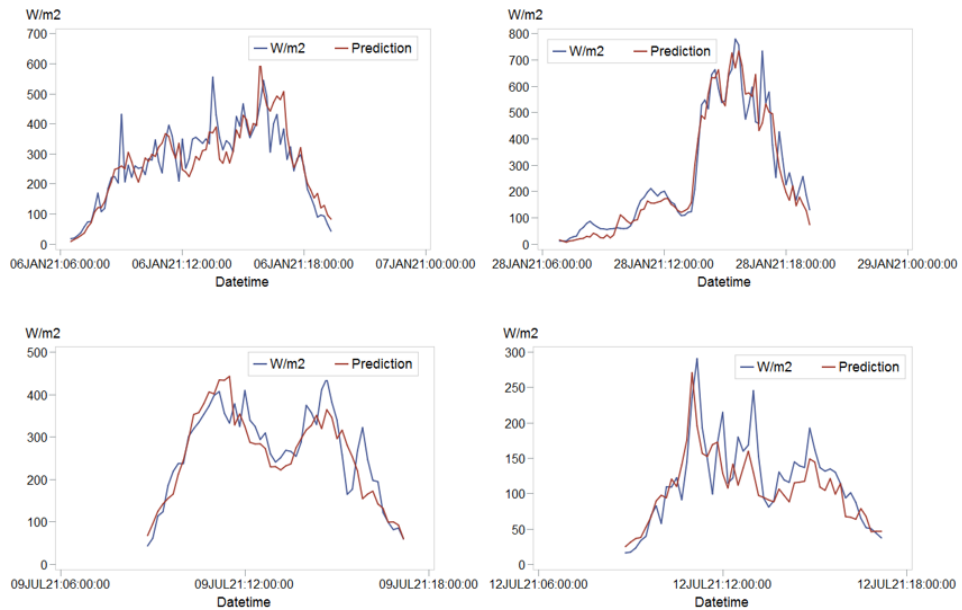 W/m2
700
600
500
400
300
200
100
0
W/m2 Prediction
06JAN21:06:00:00 06JAN21:12:00:00 06JAN21:18:00:00 07JAN21:00:00:00
Datetime
W/m2
800
700
600
500
400
300
200
100
0
W/m2 Prediction
28JAN21:06:00:00 28JAN21:12:00:00 28JAN21:18:00:00 29JAN21:00:00:00
Datetime
W/m2
500
400
300
200
100
0
W/m2 Prediction
09JUL21:06:00:00 09JUL21:12:00:00 09JUL21:18:00:00
Datetime
W/m2
300
250
200
150
100
50
0
W/m2 Prediction
12JUL21:06:00:00 12JUL21:12:00:00 12JUL21:18:00:00
Datetime